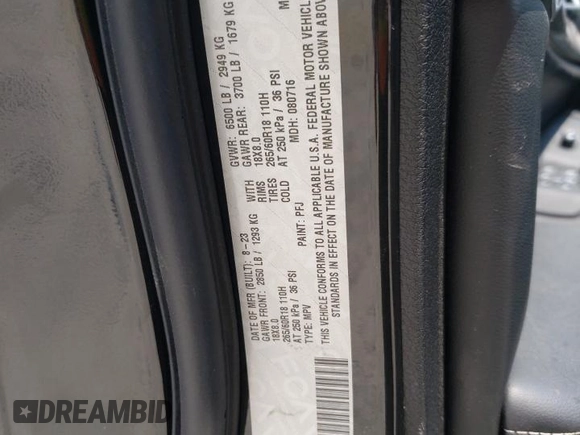 DATE OF MFR (BUILT): 8-23 GVWR: 6500 LB / 2949 KG
GAWR FRONT: 2850 LB / 1293 KG WITH GAWR REAR: 3700 LB / 1679 KG
18X8.0 RIMS 18X8.0
265/60R18 110H TIRES 265/60R18 110H
AT 250 kPa / 36 PSI COLD AT 250 kPa / 36 PSI
TYPE: MPV PAINT: PFJ MDH: 080716
THIS VEHICLE CONFORMS TO ALL APPLICABLE U.S.A. FEDERAL MOTOR VEHICL
STANDARDS IN EFFECT ON THE DATE OF MANUFACTURE SHOWN ABOV
DREAMBID